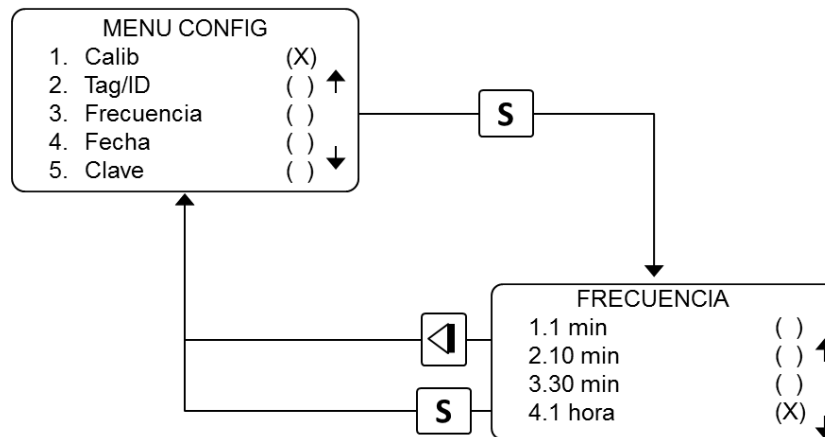 MENU CONFIG
1. Calib (X)
2. Tag/ID ( )
3. Frecuencia ( )
4. Fecha ( )
5. Clave ( )
S
FRECUENCIA
1.1 min ( )
2.10 min ( )
3.30 min ( )
4.1 hora (X)
S